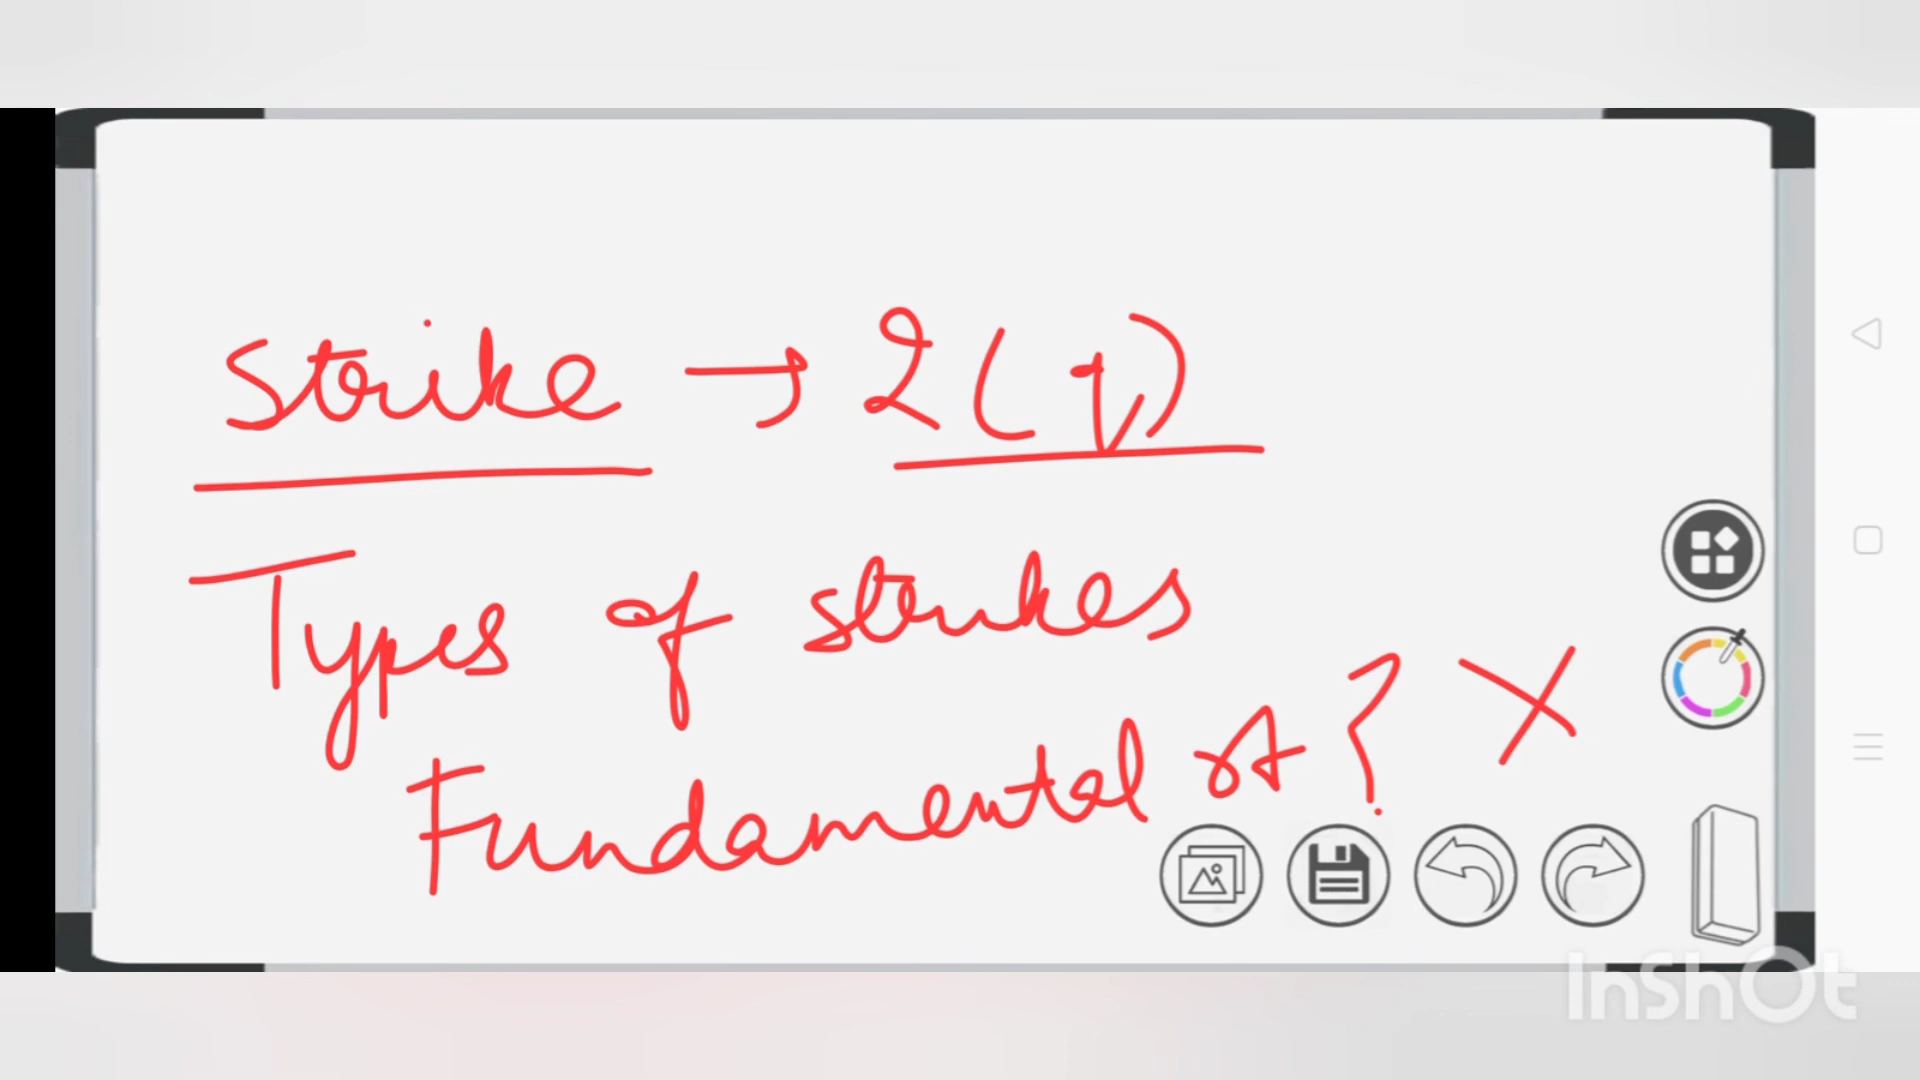 Strike → 2(q)
Types of strikes
Fundamental rt? X
InShOt